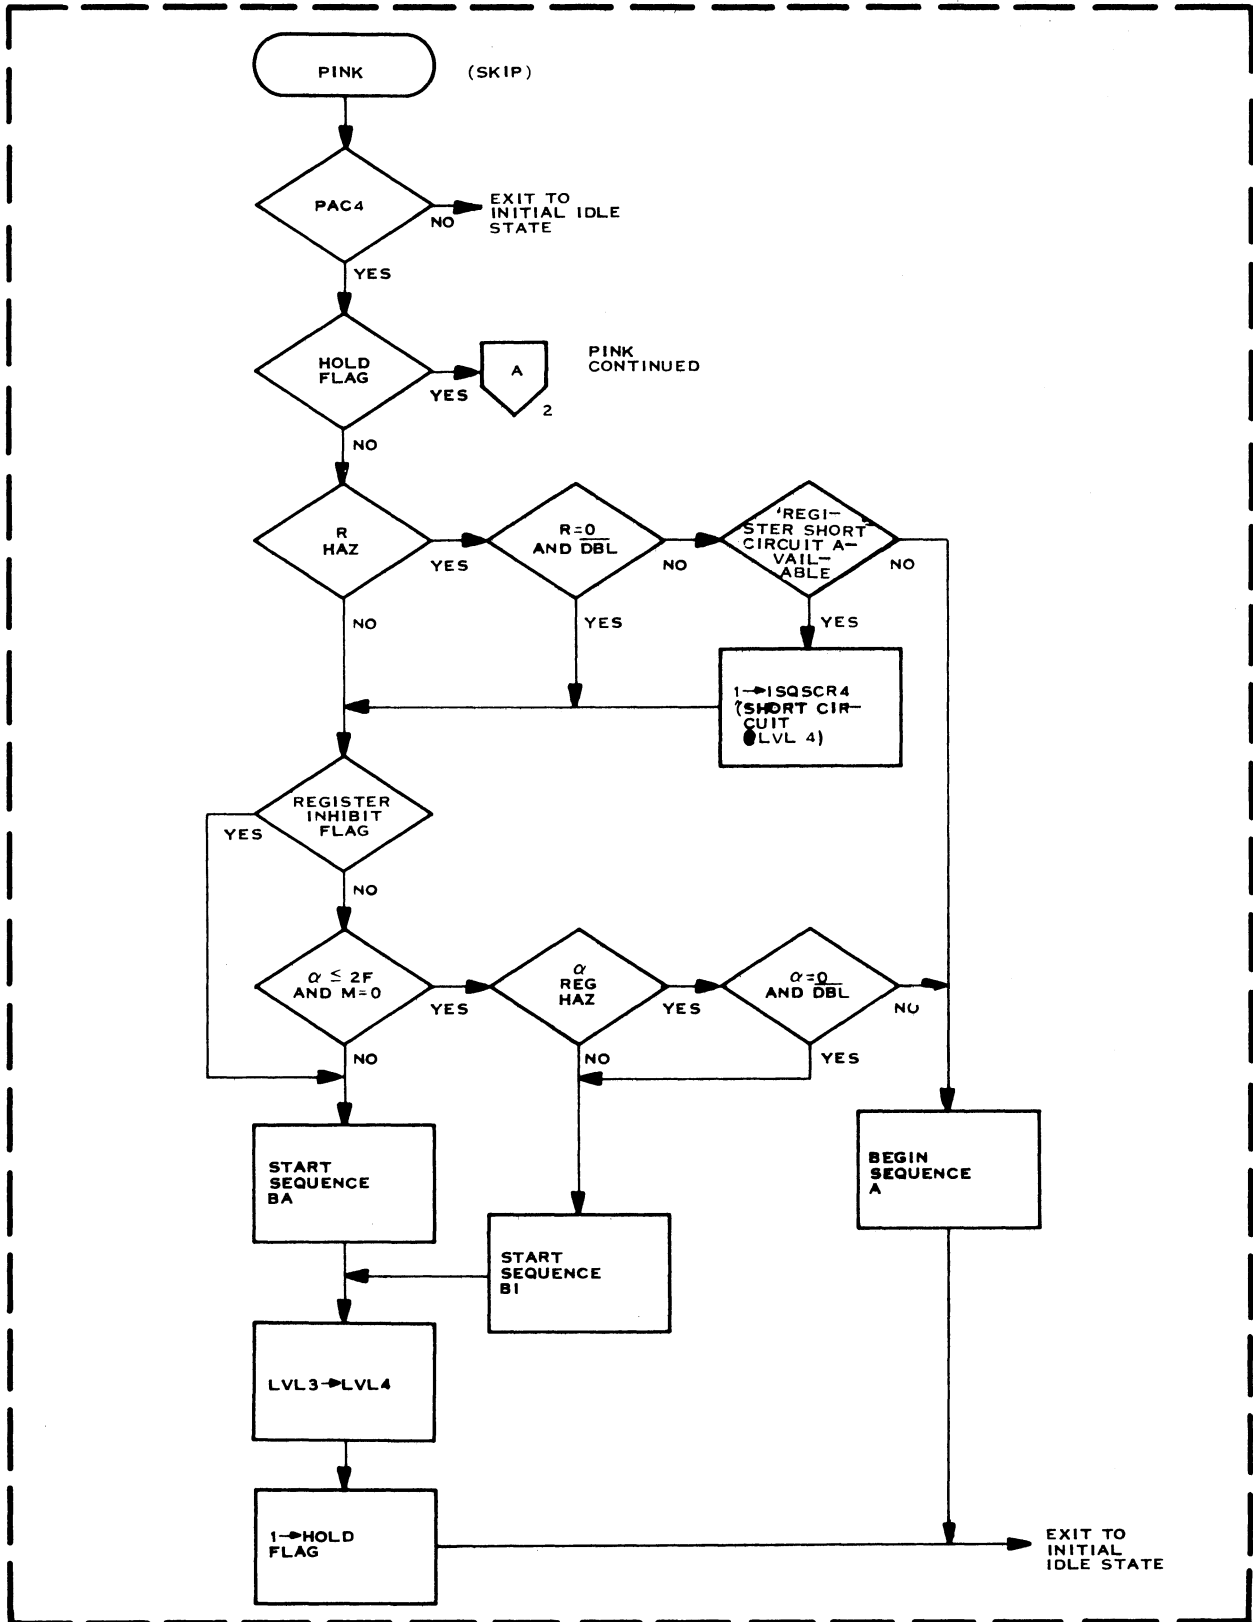 PINK
(SKIP)
PAC4
NO
EXIT TO
INITIAL IDLE
STATE
YES
HOLD
FLAG
YES
A
2
PINK
CONTINUED
NO
R
HAZ
YES
R=0
AND D̅B̅L̅
NO
REGI-
STER SHORT
CIRCUIT A-
VAIL-
ABLE
NO
NO
YES
YES
1→ISQSCR4
(SHORT CIR-
CUIT
LVL 4)
REGISTER
INHIBIT
FLAG
YES
NO
α ≤ 2F
AND M=0
YES
α
REG
HAZ
YES
α=0
AND D̅B̅L̅
NO
NO
NO
YES
START
SEQUENCE
BA
BEGIN
SEQUENCE
A
START
SEQUENCE
BI
LVL3→LVL4
1→HOLD
FLAG
EXIT TO
INITIAL
IDLE STATE